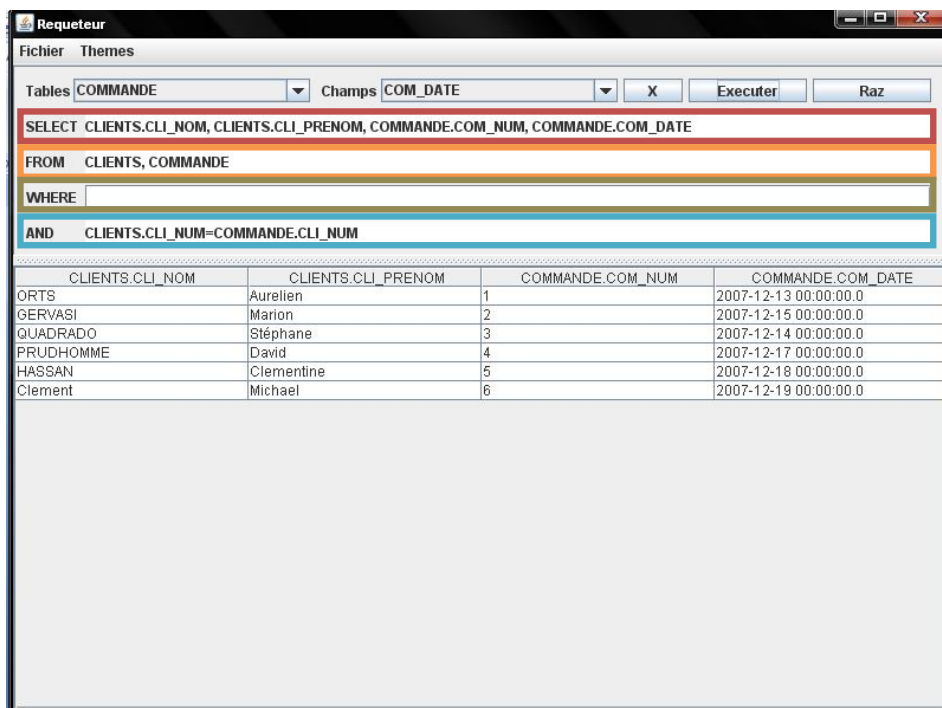 Requeteur
Fichier Themes
Tables COMMANDE Champs COM_DATE X Executer Raz
SELECT CLIENTS.CLI_NOM, CLIENTS.CLI_PRENOM, COMMANDE.COM_NUM, COMMANDE.COM_DATE
FROM CLIENTS, COMMANDE
WHERE
AND CLIENTS.CLI_NUM=COMMANDE.CLI_NUM
CLIENTS.CLI_NOM CLIENTS.CLI_PRENOM COMMANDE.COM_NUM COMMANDE.COM_DATE
ORTS Aurelien 1 2007-12-13 00:00:00.0
GERVASI Marion 2 2007-12-15 00:00:00.0
QUADRADO Stéphane 3 2007-12-14 00:00:00.0
PRUDHOMME David 4 2007-12-17 00:00:00.0
HASSAN Clementine 5 2007-12-18 00:00:00.0
Clement Michael 6 2007-12-19 00:00:00.0